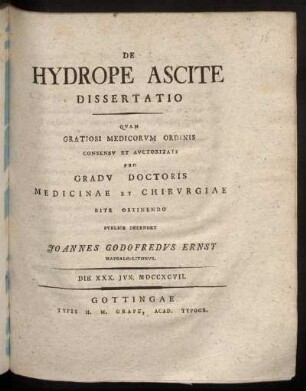 DE
HYDROPE ASCITE
DISSERTATIO
QVAM
GRATIOSI MEDICORVM ORDINIS
CONSENSV ET AVCTORITATE
PRO
GRADV DOCTORIS
MEDICINAE ET CHIRVRGIAE
RITE OBTINENDO
PVBLICE DEFENDET
JOANNES GODOFREDVS ERNST
DIE XXX. JVN. MDCCXCVII.
GOTTINGAE
TYPIS H. M. GRAPE, ACAD. TYPOGR.